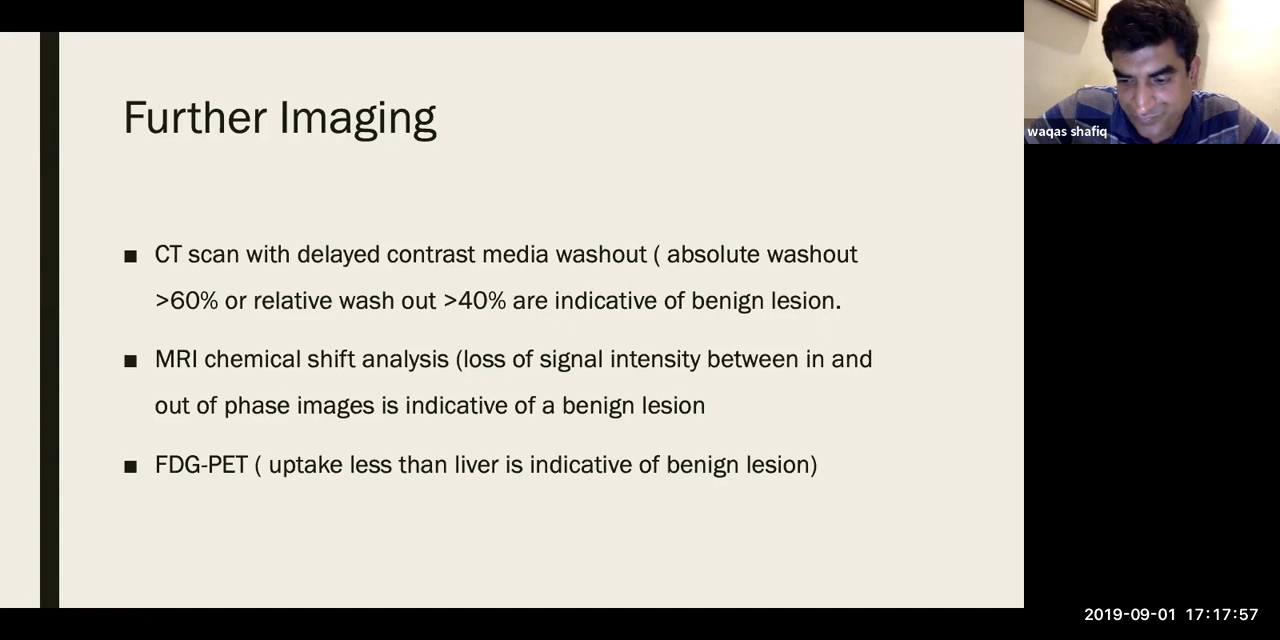 Further Imaging
■ CT scan with delayed contrast media washout ( absolute washout
>60% or relative wash out >40% are indicative of benign lesion.
■ MRI chemical shift analysis (loss of signal intensity between in and
out of phase images is indicative of a benign lesion
■ FDG-PET ( uptake less than liver is indicative of benign lesion)
waqas shafiq
2019-09-01 17:17:57